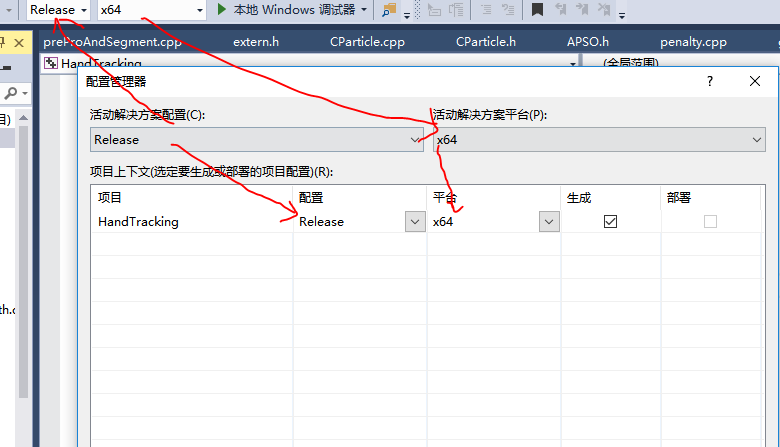 Release x64 本地 Windows 调试器
preProAndSegment.cpp extern.h CParticle.cpp CParticle.h APSO.h penalty.cpp
HandTracking (全局范围)
配置管理器 ? ×
活动解决方案配置(C): 活动解决方案平台(P):
Release x64
项目上下文(选定要生成或部署的项目配置)(R):
项目 配置 平台 生成 部署
HandTracking Release x64
th.c